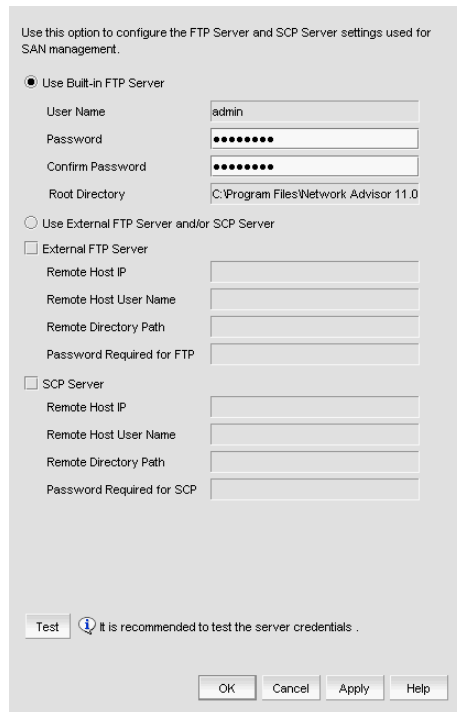 Use this option to configure the FTP Server and SCP Server settings used for
SAN management.
Use Built-in FTP Server
User Name admin
Password ●●●●●●●●
Confirm Password ●●●●●●●●
Root Directory C:\Program Files\Network Advisor 11.0
Use External FTP Server and/or SCP Server
External FTP Server
Remote Host IP
Remote Host User Name
Remote Directory Path
Password Required for FTP
SCP Server
Remote Host IP
Remote Host User Name
Remote Directory Path
Password Required for SCP
Test It is recommended to test the server credentials .
OK Cancel Apply Help